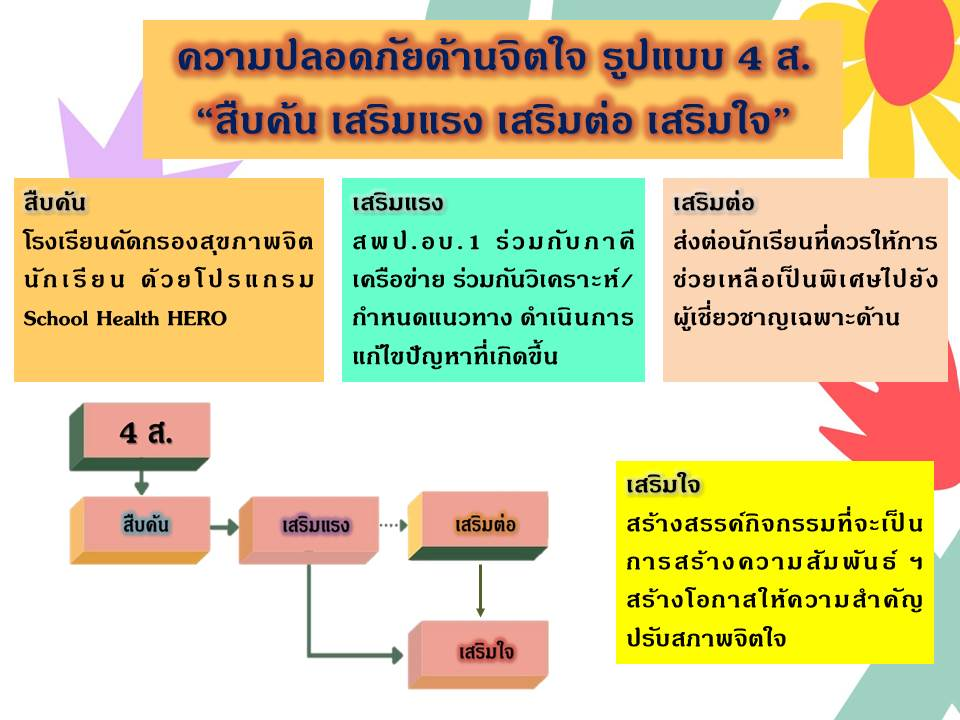 ความปลอดภัยด้านจิตใจ รูปแบบ 4 ส.
“สืบค้น เสริมแรง เสริมต่อ เสริมใจ”
สืบค้น
โรงเรียนคัดกรองสุขภาพจิต
นักเรียน ด้วยโปรแกรม
School Health HERO
เสริมแรง
สพป.อบ.1 ร่วมกับภาคี
เครือข่าย ร่วมกันวิเคราะห์/
กำหนดแนวทาง ดำเนินการ
แก้ไขปัญหาที่เกิดขึ้น
เสริมต่อ
ส่งต่อนักเรียนที่ควรให้การ
ช่วยเหลือเป็นพิเศษไปยัง
ผู้เชี่ยวชาญเฉพาะด้าน
4 ส.
สืบค้น
เสริมแรง
เสริมต่อ
เสริมใจ
เสริมใจ
สร้างสรรค์กิจกรรมที่จะเป็น
การสร้างความสัมพันธ์ ฯ
สร้างโอกาสให้ความสำคัญ
ปรับสภาพจิตใจ